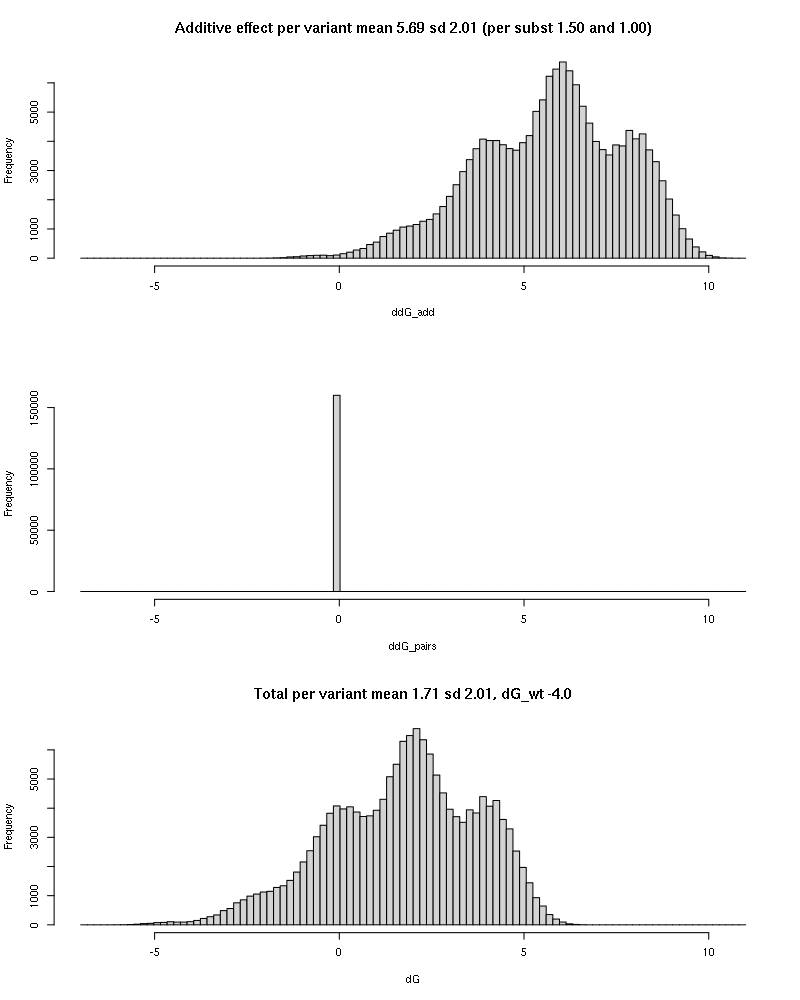 Additive effect per variant mean 5.69 sd 2.01 (per subst 1.50 and 1.00)
Frequency
5000
3000
1000
0
-5 0 5 10
ddG_add
Frequency
150000
100000
50000
0
-5 0 5 10
ddG_pairs
Total per variant mean 1.71 sd 2.01, dG_wt -4.0
Frequency
5000
3000
1000
0
-5 0 5 10
dG